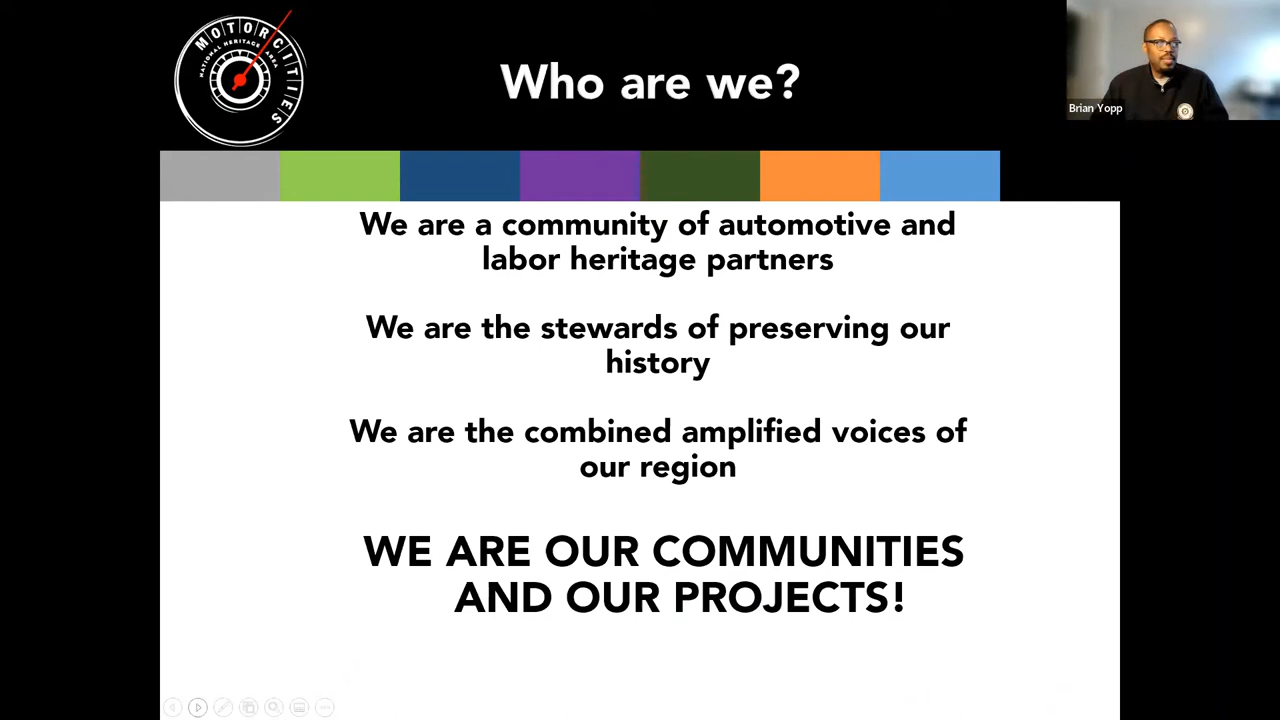 MOTORCITIES
NATIONAL HERITAGE AREA
Who are we?
Brian Yopp
We are a community of automotive and
labor heritage partners
We are the stewards of preserving our
history
We are the combined amplified voices of
our region
WE ARE OUR COMMUNITIES
AND OUR PROJECTS!